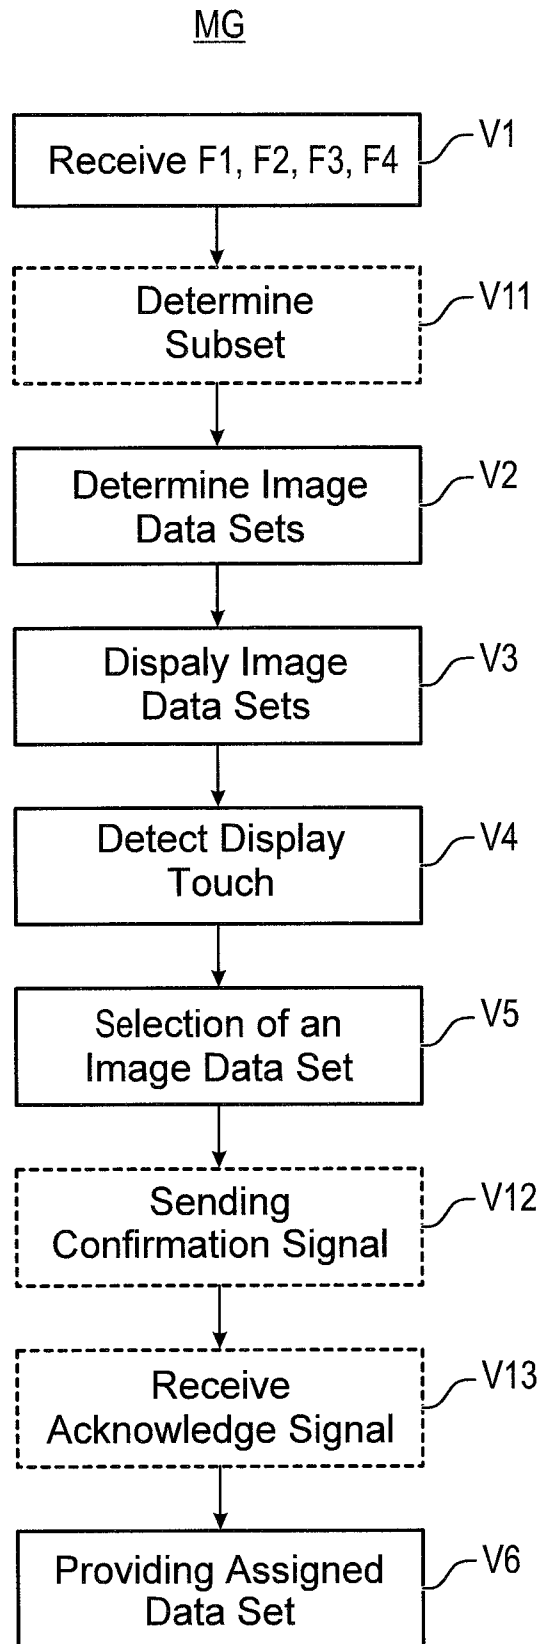 MG
Receive F1, F2, F3, F4
V1
Determine
Subset
V11
Determine Image
Data Sets
V2
Dispaly Image
Data Sets
V3
Detect Display
Touch
V4
Selection of an
Image Data Set
V5
Sending
Confirmation Signal
V12
Receive
Acknowledge Signal
V13
Providing Assigned
Data Set
V6